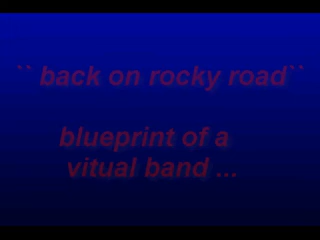 `` back on rocky road``
blueprint of a
vitual band ...